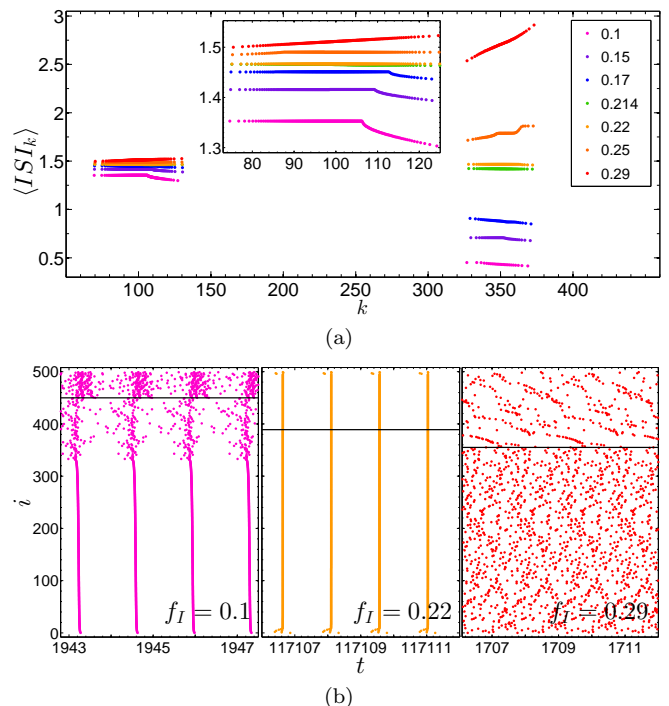 3
2.5
2
1.5
1
0.5
⟨ISI_k⟩
1.5
1.4
1.3
80 90 100 110 120
0.1
0.15
0.17
0.214
0.22
0.25
0.29
100 150 200 250 300 350 400
k
(a)
500
400
300
200
100
0
i
f_I = 0.1
f_I = 0.22
f_I = 0.29
1943 1945 1947
117107 117109 117111
1707 1709 1711
t
(b)